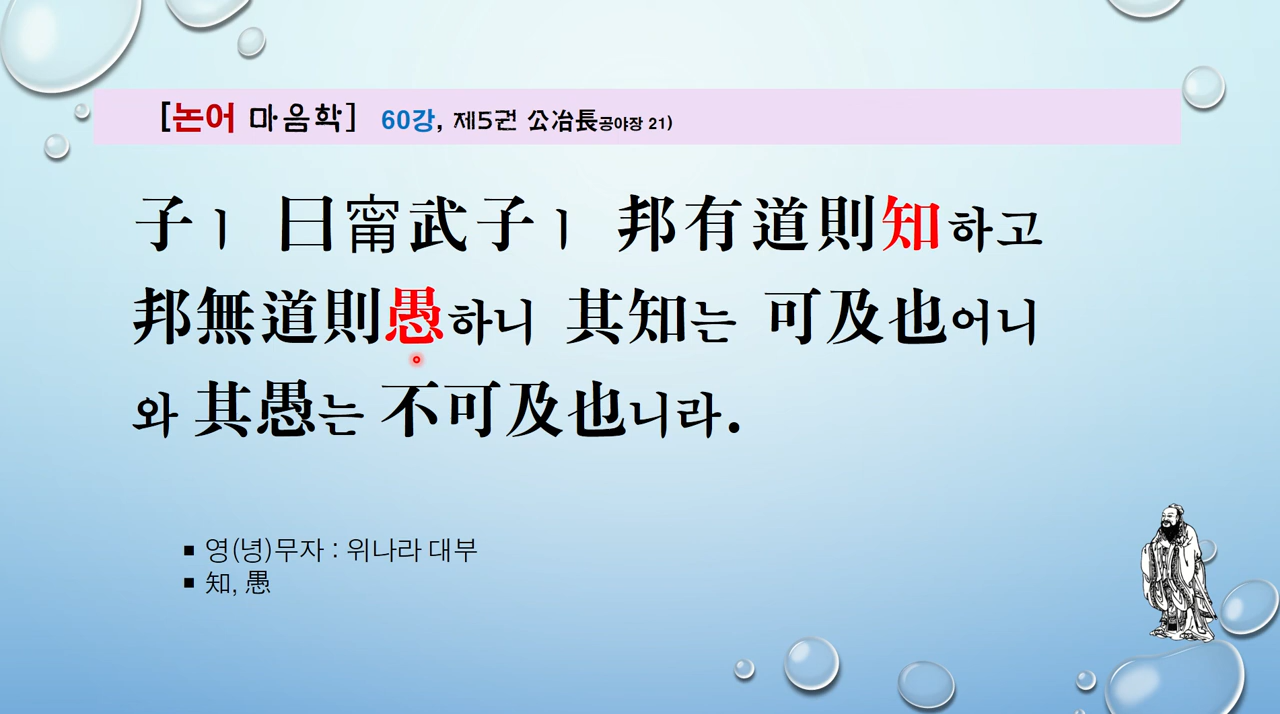 [논어 마음학] 60강, 제5권 公冶長공야장 21)
子ㅣ 曰甯武子ㅣ 邦有道則知하고
邦無道則愚하니 其知는 可及也어니
와 其愚는 不可及也니라.
▪ 영(녕)무자 : 위나라 대부
▪ 知, 愚